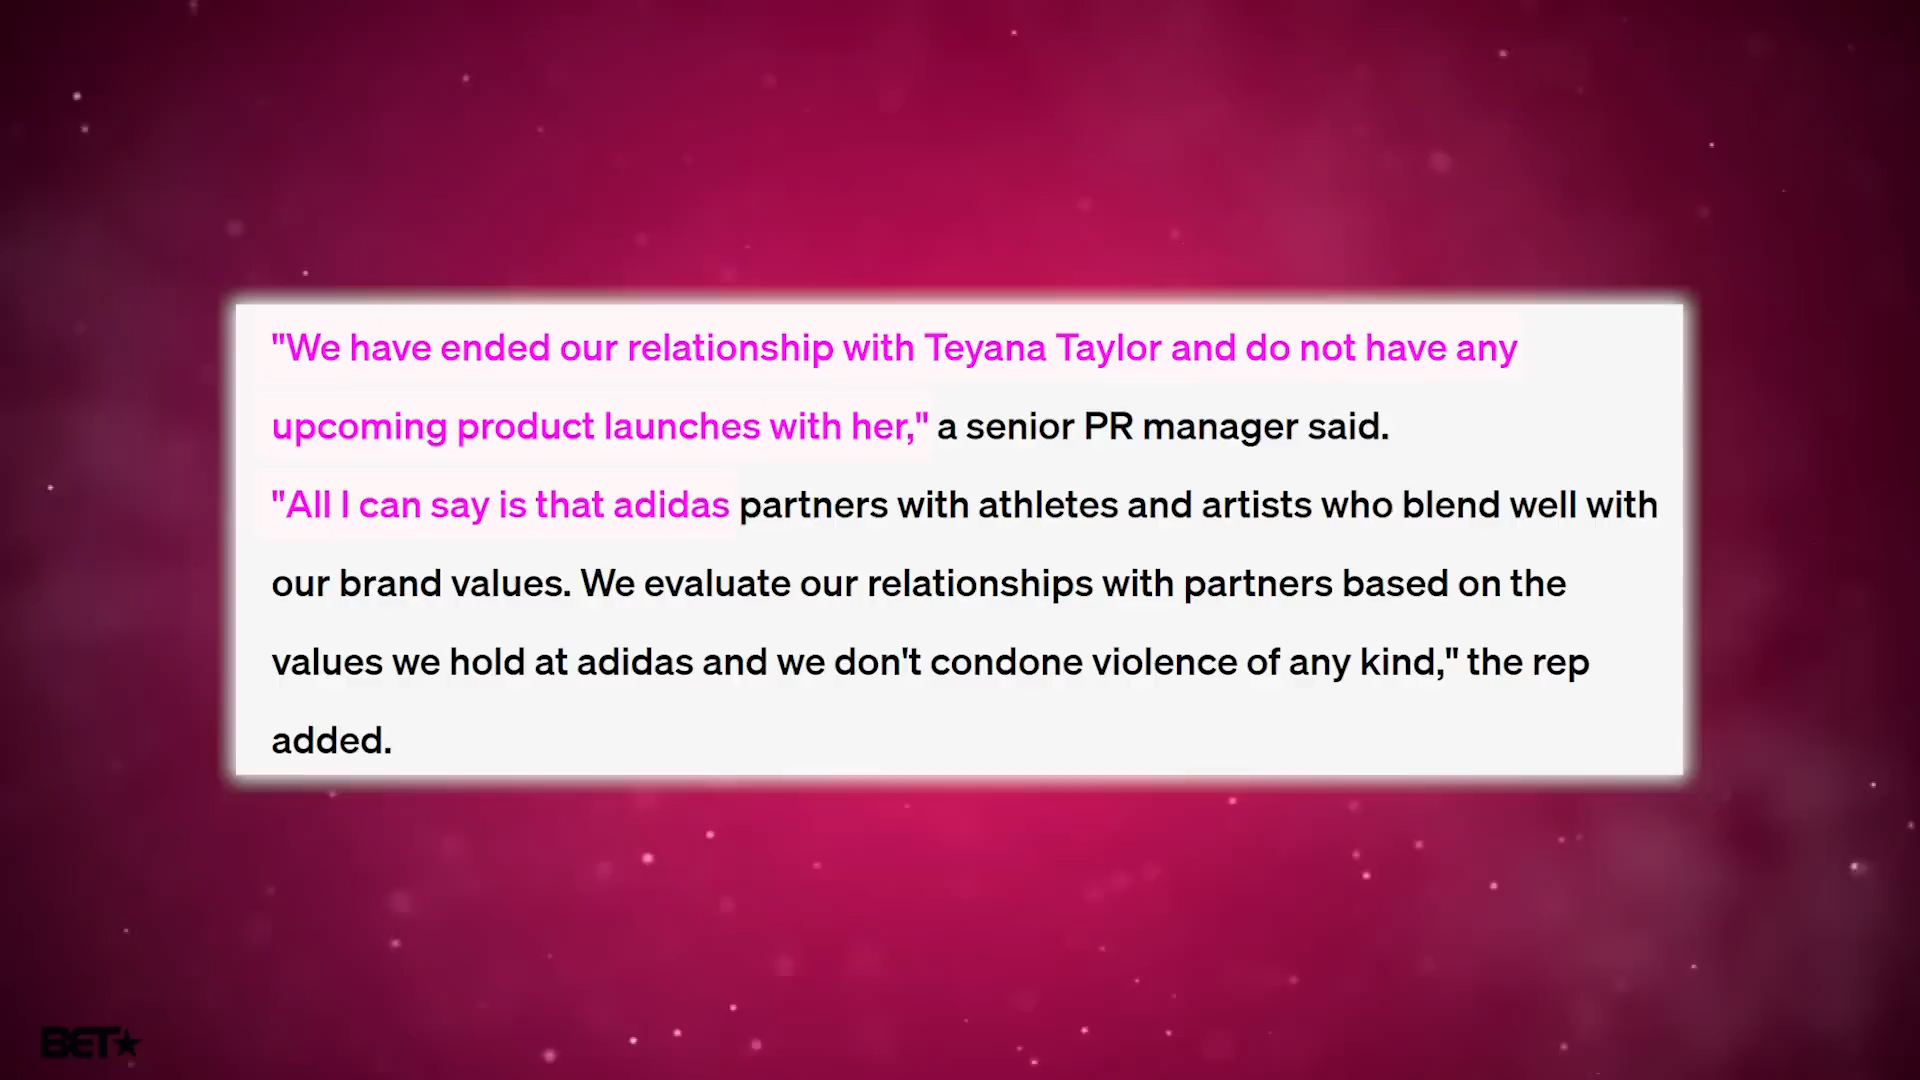 "We have ended our relationship with Teyana Taylor and do not have any
upcoming product launches with her," a senior PR manager said.
"All I can say is that adidas partners with athletes and artists who blend well with
our brand values. We evaluate our relationships with partners based on the
values we hold at adidas and we don't condone violence of any kind," the rep
added.
BET★